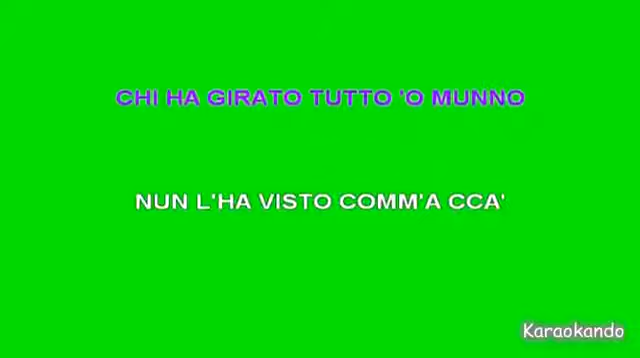 CHI HA GIRATO TUTTO 'O MUNNO
NUN L'HA VISTO COMM'A CCA'
Karaokando